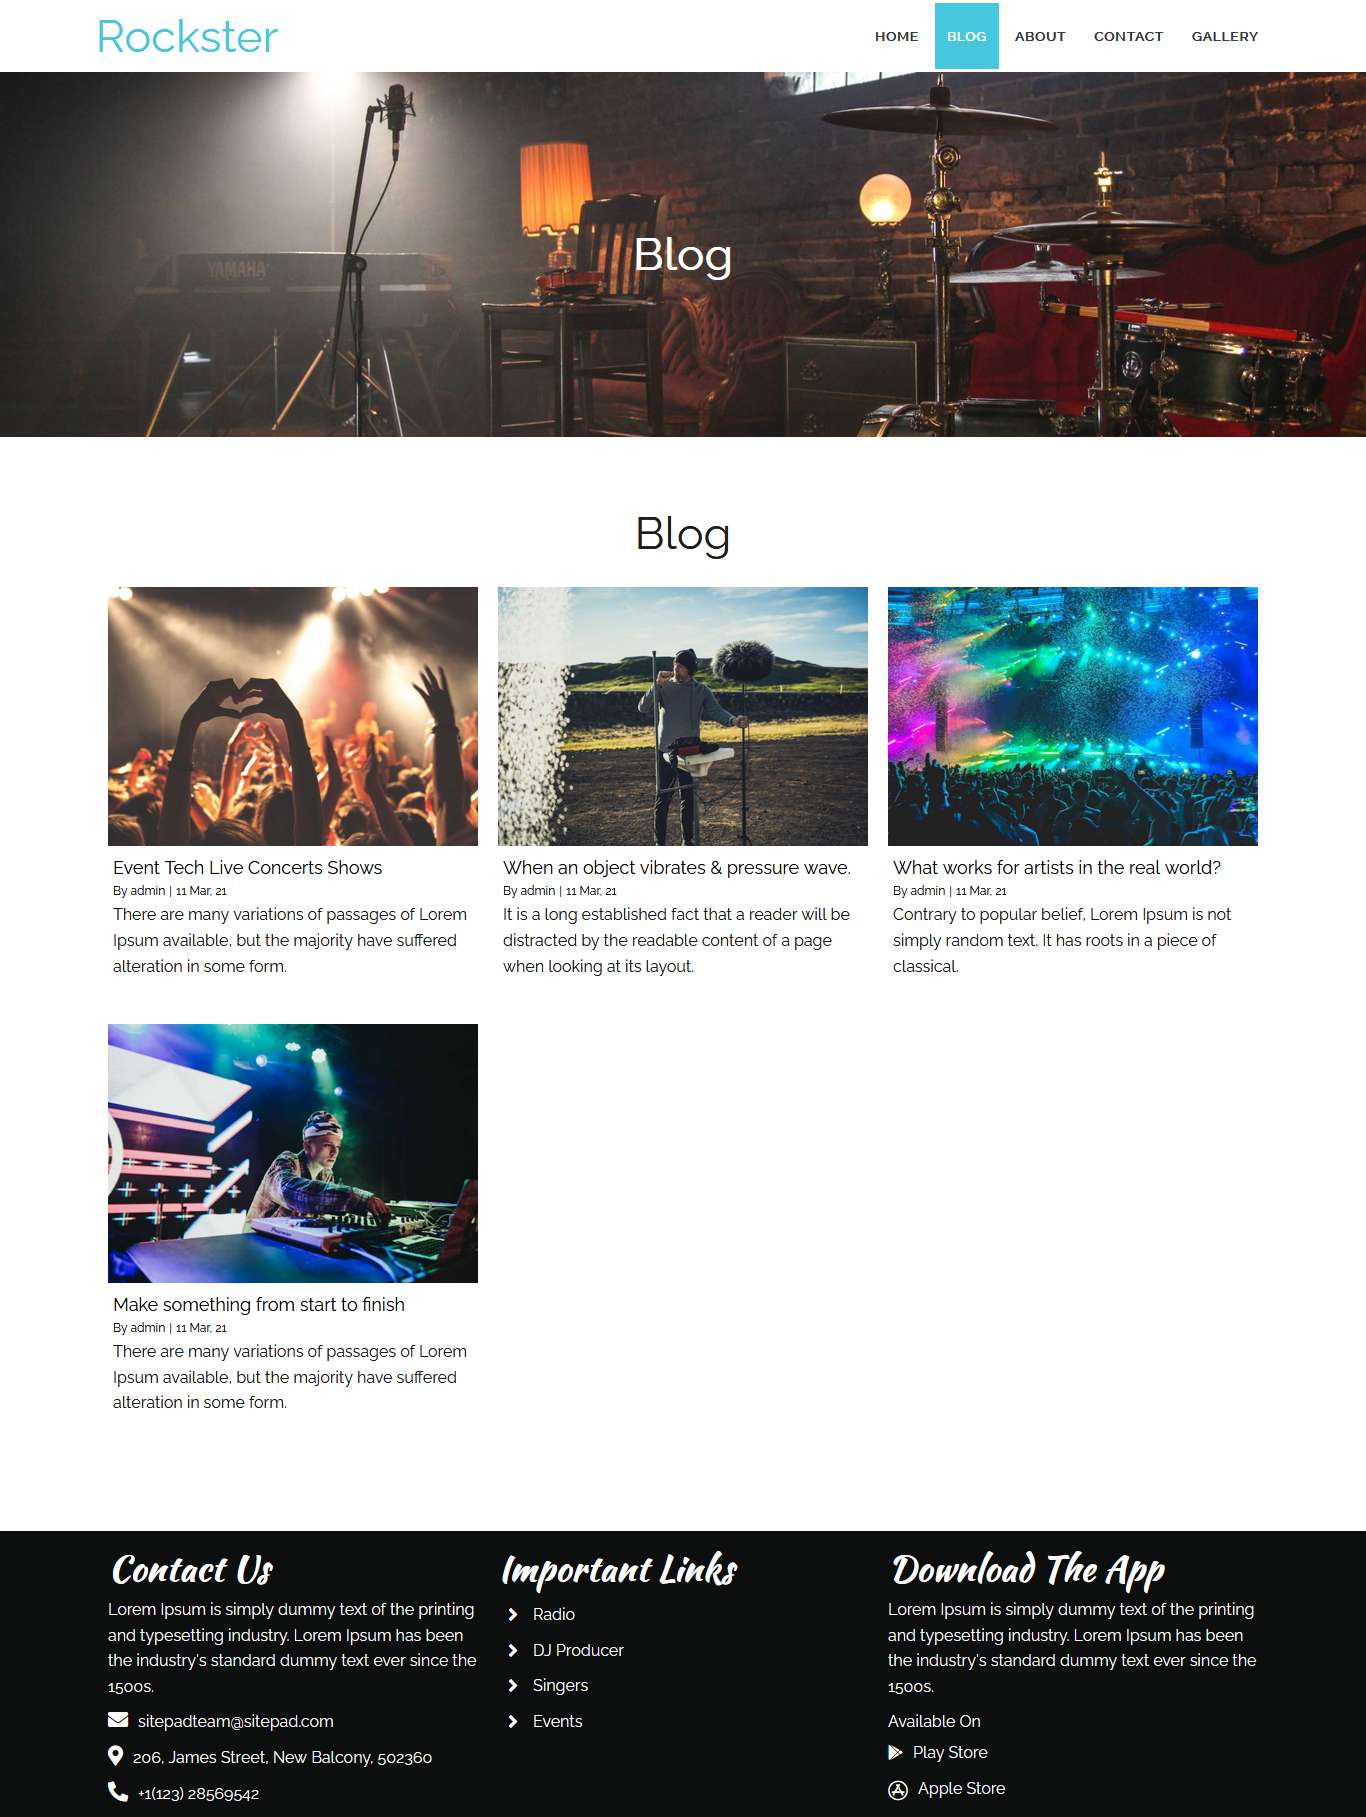 Rockster
HOME BLOG ABOUT CONTACT GALLERY
YAMAHA
Blog
Blog
Event Tech Live Concerts Shows
By admin | 11 Mar, 21
There are many variations of passages of Lorem
Ipsum available, but the majority have suffered
alteration in some form.
When an object vibrates & pressure wave.
By admin | 11 Mar, 21
It is a long established fact that a reader will be
distracted by the readable content of a page
when looking at its layout.
What works for artists in the real world?
By admin | 11 Mar, 21
Contrary to popular belief, Lorem Ipsum is not
simply random text. It has roots in a piece of
classical.
Make something from start to finish
By admin | 11 Mar, 21
There are many variations of passages of Lorem
Ipsum available, but the majority have suffered
alteration in some form.
Contact Us
Lorem Ipsum is simply dummy text of the printing
and typesetting industry. Lorem Ipsum has been
the industry's standard dummy text ever since the
1500s.
sitepadteam@sitepad.com
206, James Street, New Balcony, 502360
+1(123) 28569542
Important Links
Radio
DJ Producer
Singers
Events
Download The App
Lorem Ipsum is simply dummy text of the printing
and typesetting industry. Lorem Ipsum has been
the industry's standard dummy text ever since the
1500s.
Available On
Play Store
Apple Store